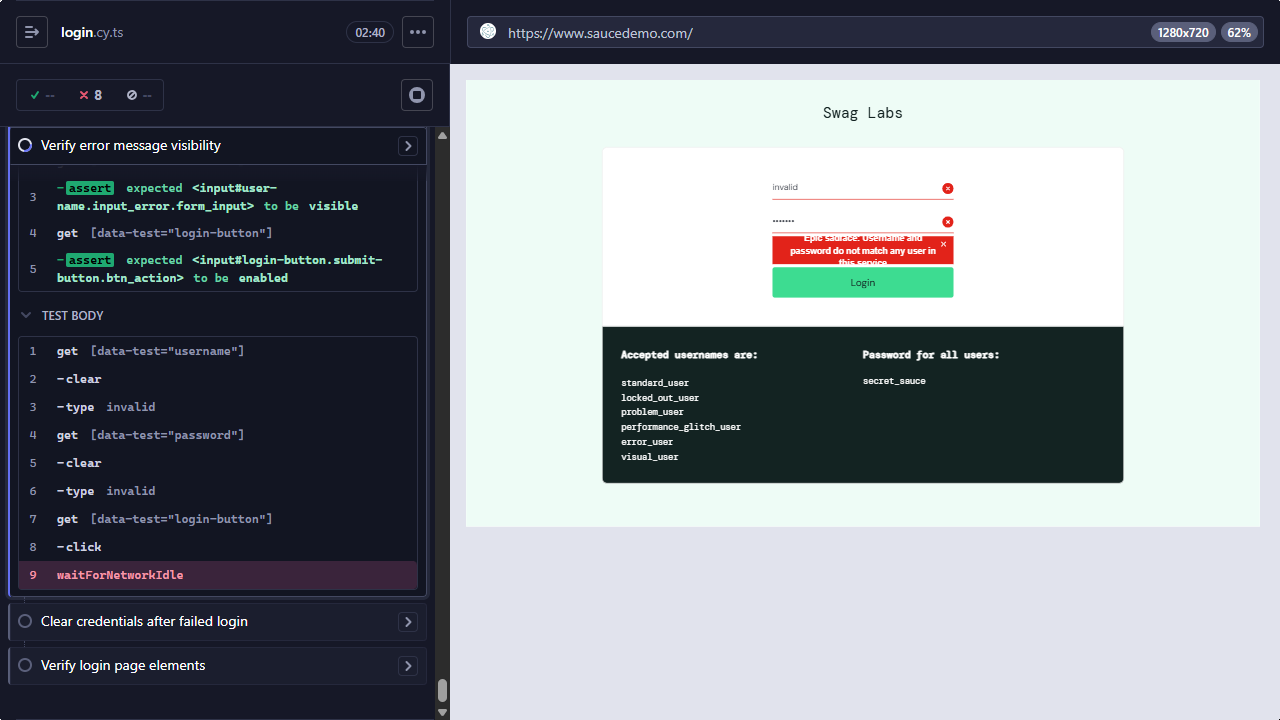 login.cy.ts
02:40
-- 8 --
Verify error message visibility
3 -assert expected <input#user-
name.input_error.form_input> to be visible
4 get [data-test="login-button"]
5 -assert expected <input#login-button.submit-
button.btn_action> to be enabled
TEST BODY
1 get [data-test="username"]
2 -clear
3 -type invalid
4 get [data-test="password"]
5 -clear
6 -type invalid
7 get [data-test="login-button"]
8 -click
9 waitForNetworkIdle
Clear credentials after failed login
Verify login page elements
https://www.saucedemo.com/
1280x720
62%
Swag Labs
invalid
•••••••
Epic sadface: Username and
password do not match any user in
this service
Login
Accepted usernames are:
standard_user
locked_out_user
problem_user
performance_glitch_user
error_user
visual_user
Password for all users:
secret_sauce